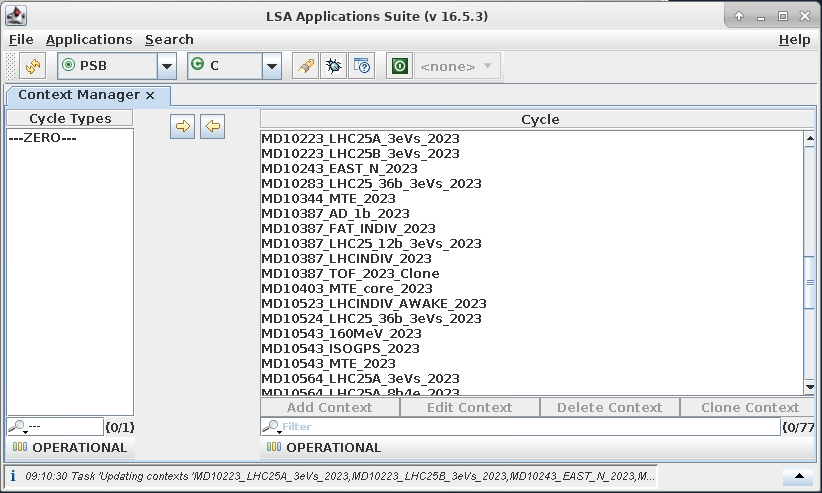 LSA Applications Suite (v 16.5.3)
File Applications Search Help
PSB C <none>
Context Manager ×
Cycle Types
---ZERO---
---
{0/1}
OPERATIONAL
Cycle
MD10223_LHC25A_3eVs_2023
MD10223_LHC25B_3eVs_2023
MD10243_EAST_N_2023
MD10283_LHC25_36b_3eVs_2023
MD10344_MTE_2023
MD10387_AD_1b_2023
MD10387_FAT_INDIV_2023
MD10387_LHC25_12b_3eVs_2023
MD10387_LHCINDIV_2023
MD10387_TOF_2023_Clone
MD10403_MTE_core_2023
MD10523_LHCINDIV_AWAKE_2023
MD10524_LHC25_36b_3eVs_2023
MD10543_160MeV_2023
MD10543_ISOGPS_2023
MD10543_MTE_2023
MD10564_LHC25A_3eVs_2023
MD10564_LHC25A_8b4e_2023
Add Context Edit Context Delete Context Clone Context
Filter {0/77
OPERATIONAL
09:10:30 Task 'Updating contexts 'MD10223_LHC25A_3eVs_2023,MD10223_LHC25B_3eVs_2023,MD10243_EAST_N_2023,M...